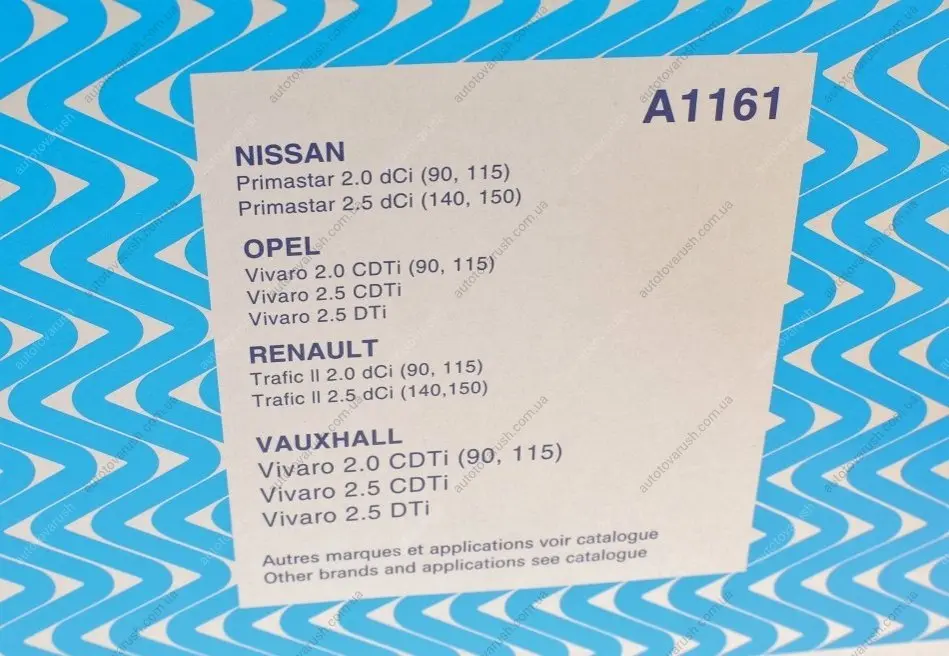 A1161
NISSAN
Primastar 2.0 dCi (90, 115)
Primastar 2.5 dCi (140, 150)
OPEL
Vivaro 2.0 CDTi (90, 115)
Vivaro 2.5 CDTi
Vivaro 2.5 DTi
RENAULT
Trafic II 2.0 dCi (90, 115)
Trafic II 2.5 dCi (140,150)
VAUXHALL
Vivaro 2.0 CDTi (90, 115)
Vivaro 2.5 CDTi
Vivaro 2.5 DTi
Autres marques et applications voir catalogue
Other brands and applications see catalogue
autotovarush.com.ua